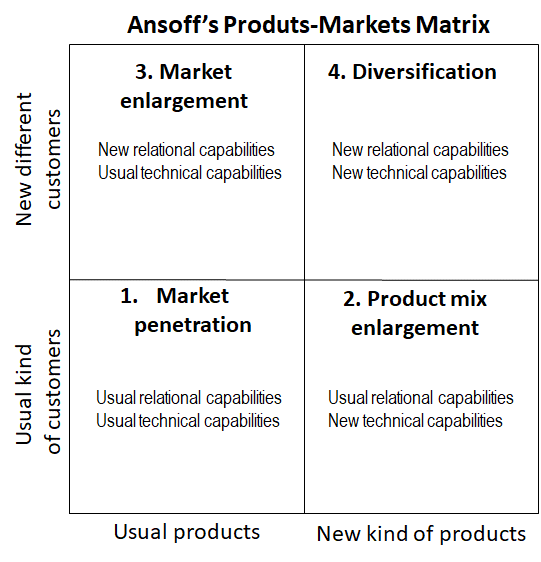 Ansoff's Produts-Markets Matrix
New different
customers
3. Market
enlargement
New relational capabilities
Usual technical capabilities
4. Diversification
New relational capabilities
New technical capabilities
Usual kind
of customers
1. Market
penetration
Usual relational capabilities
Usual technical capabilities
2. Product mix
enlargement
Usual relational capabilities
New technical capabilities
Usual products
New kind of products